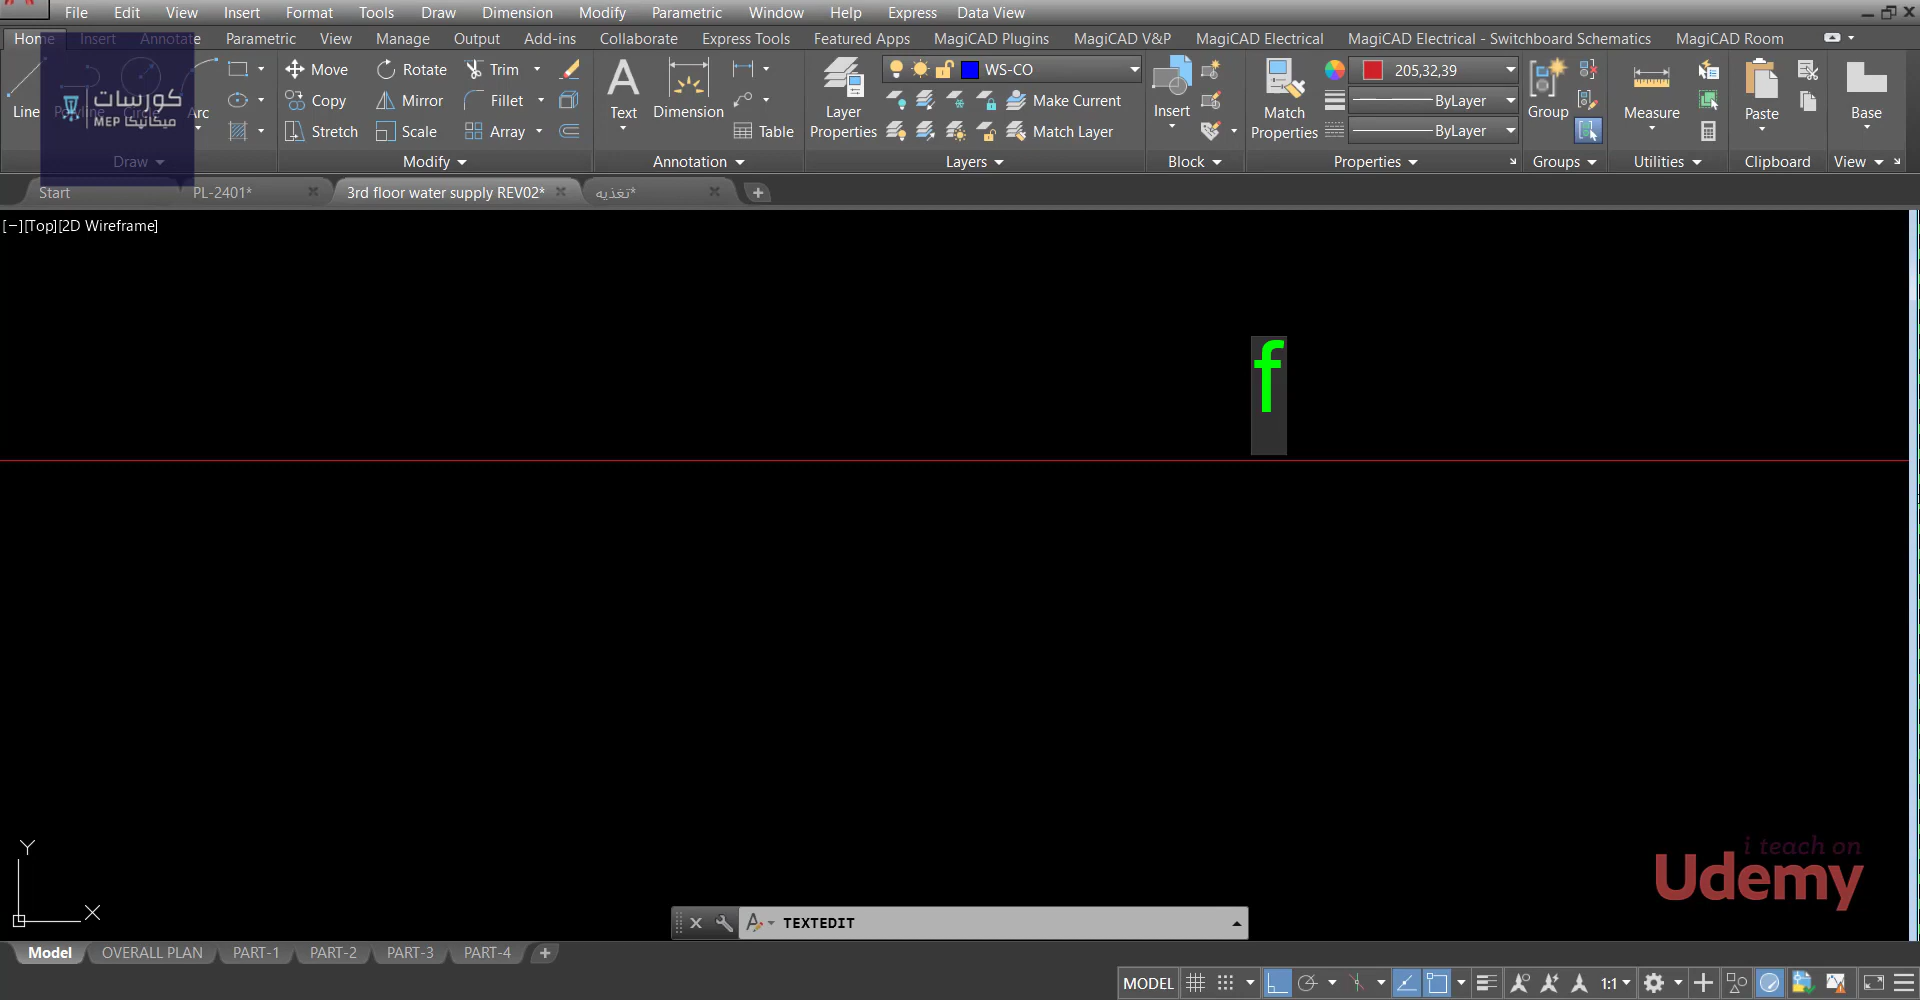 File Edit View Insert Format Tools Draw Dimension Modify Parametric Window Help Express Data View
Home Insert Annotate Parametric View Manage Output Add-ins Collaborate Express Tools Featured Apps MagiCAD Plugins MagiCAD V&P MagiCAD Electrical MagiCAD Electrical - Switchboard Schematics MagiCAD Room
Move Rotate Trim WS-CO 205,32,39
Line Polyline Circle Arc Copy Mirror Fillet Text Dimension Layer Properties Make Current Insert Match Properties ByLayer Group Measure Paste Base
كورسات
MEP ميكانيكا
Stretch Scale Array Table Match Layer ByLayer
Draw Modify Annotation Layers Block Properties Groups Utilities Clipboard View
Start PL-2401* 3rd floor water supply REV02* تغذيه*
[−][Top][2D Wireframe]
f
i teach on
Udemy
Y
X
TEXTEDIT
Model OVERALL PLAN PART-1 PART-2 PART-3 PART-4
MODEL 1:1